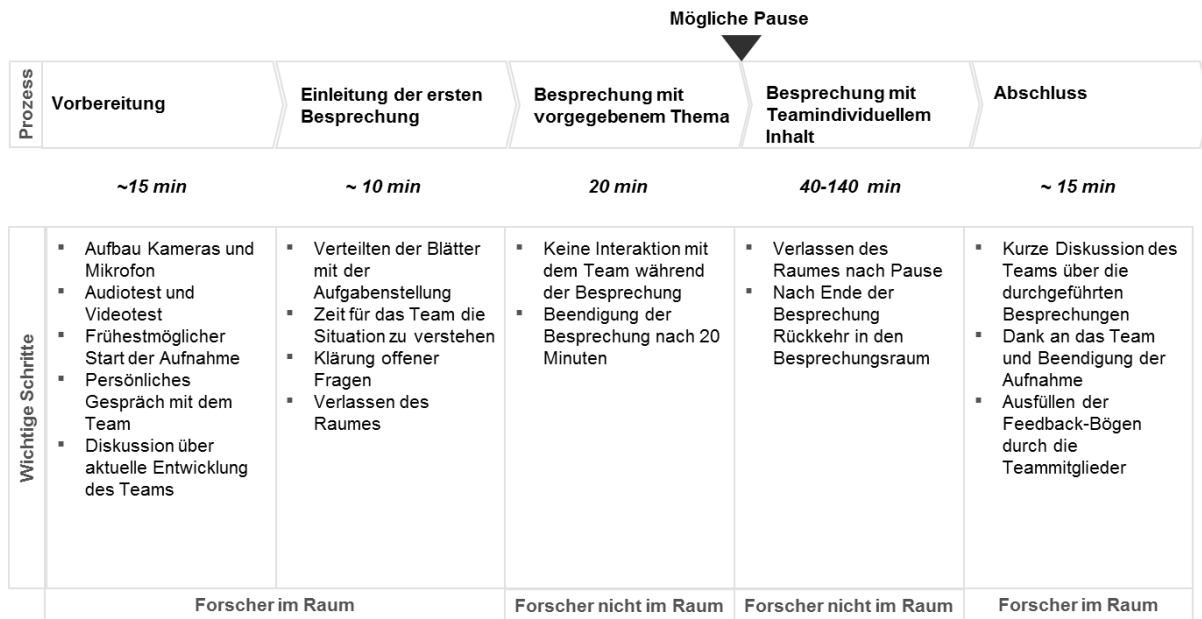 Mögliche Pause
Prozess
Vorbereitung
Einleitung der ersten
Besprechung
Besprechung mit
vorgegebenem Thema
Besprechung mit
Teamindividuellem
Inhalt
Abschluss
~15 min
~ 10 min
20 min
40-140 min
~ 15 min
Wichtige Schritte
▪ Aufbau Kameras und
Mikrofon
▪ Audiotest und
Videotest
▪ Frühestmöglicher
Start der Aufnahme
▪ Persönliches
Gespräch mit dem
Team
▪ Diskussion über
aktuelle Entwicklung
des Teams
▪ Verteilten der Blätter
mit der
Aufgabenstellung
▪ Zeit für das Team die
Situation zu verstehen
▪ Klärung offener
Fragen
▪ Verlassen des
Raumes
▪ Keine Interaktion mit
dem Team während
der Besprechung
▪ Beendigung der
Besprechung nach 20
Minuten
▪ Verlassen des
Raumes nach Pause
▪ Nach Ende der
Besprechung
Rückkehr in den
Besprechungsraum
▪ Kurze Diskussion des
Teams über die
durchgeführten
Besprechungen
▪ Dank an das Team
und Beendigung der
Aufnahme
▪ Ausfüllen der
Feedback-Bögen
durch die
Teammitglieder
Forscher im Raum
Forscher nicht im Raum
Forscher nicht im Raum
Forscher im Raum